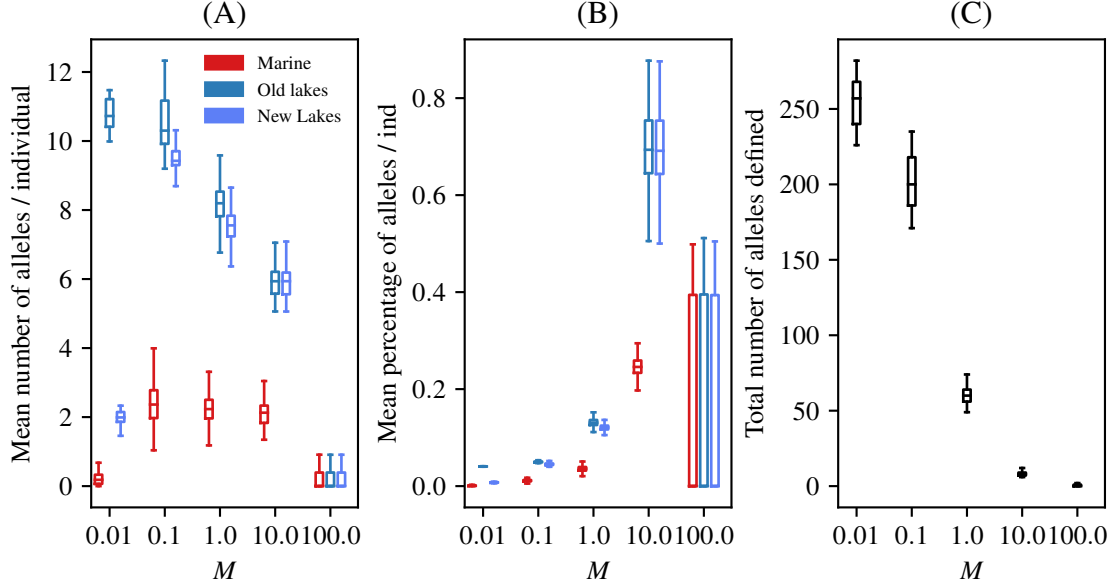 (A)
Mean number of alleles / individual
12
10
8
6
4
2
0
Marine
Old lakes
New Lakes
0.01 0.1 1.0 10.0 100.0
M
(B)
Mean percentage of alleles / ind
0.8
0.6
0.4
0.2
0.0
0.01 0.1 1.0 10.0 100.0
M
(C)
Total number of alleles defined
250
200
150
100
50
0
0.01 0.1 1.0 10.0 100.0
M